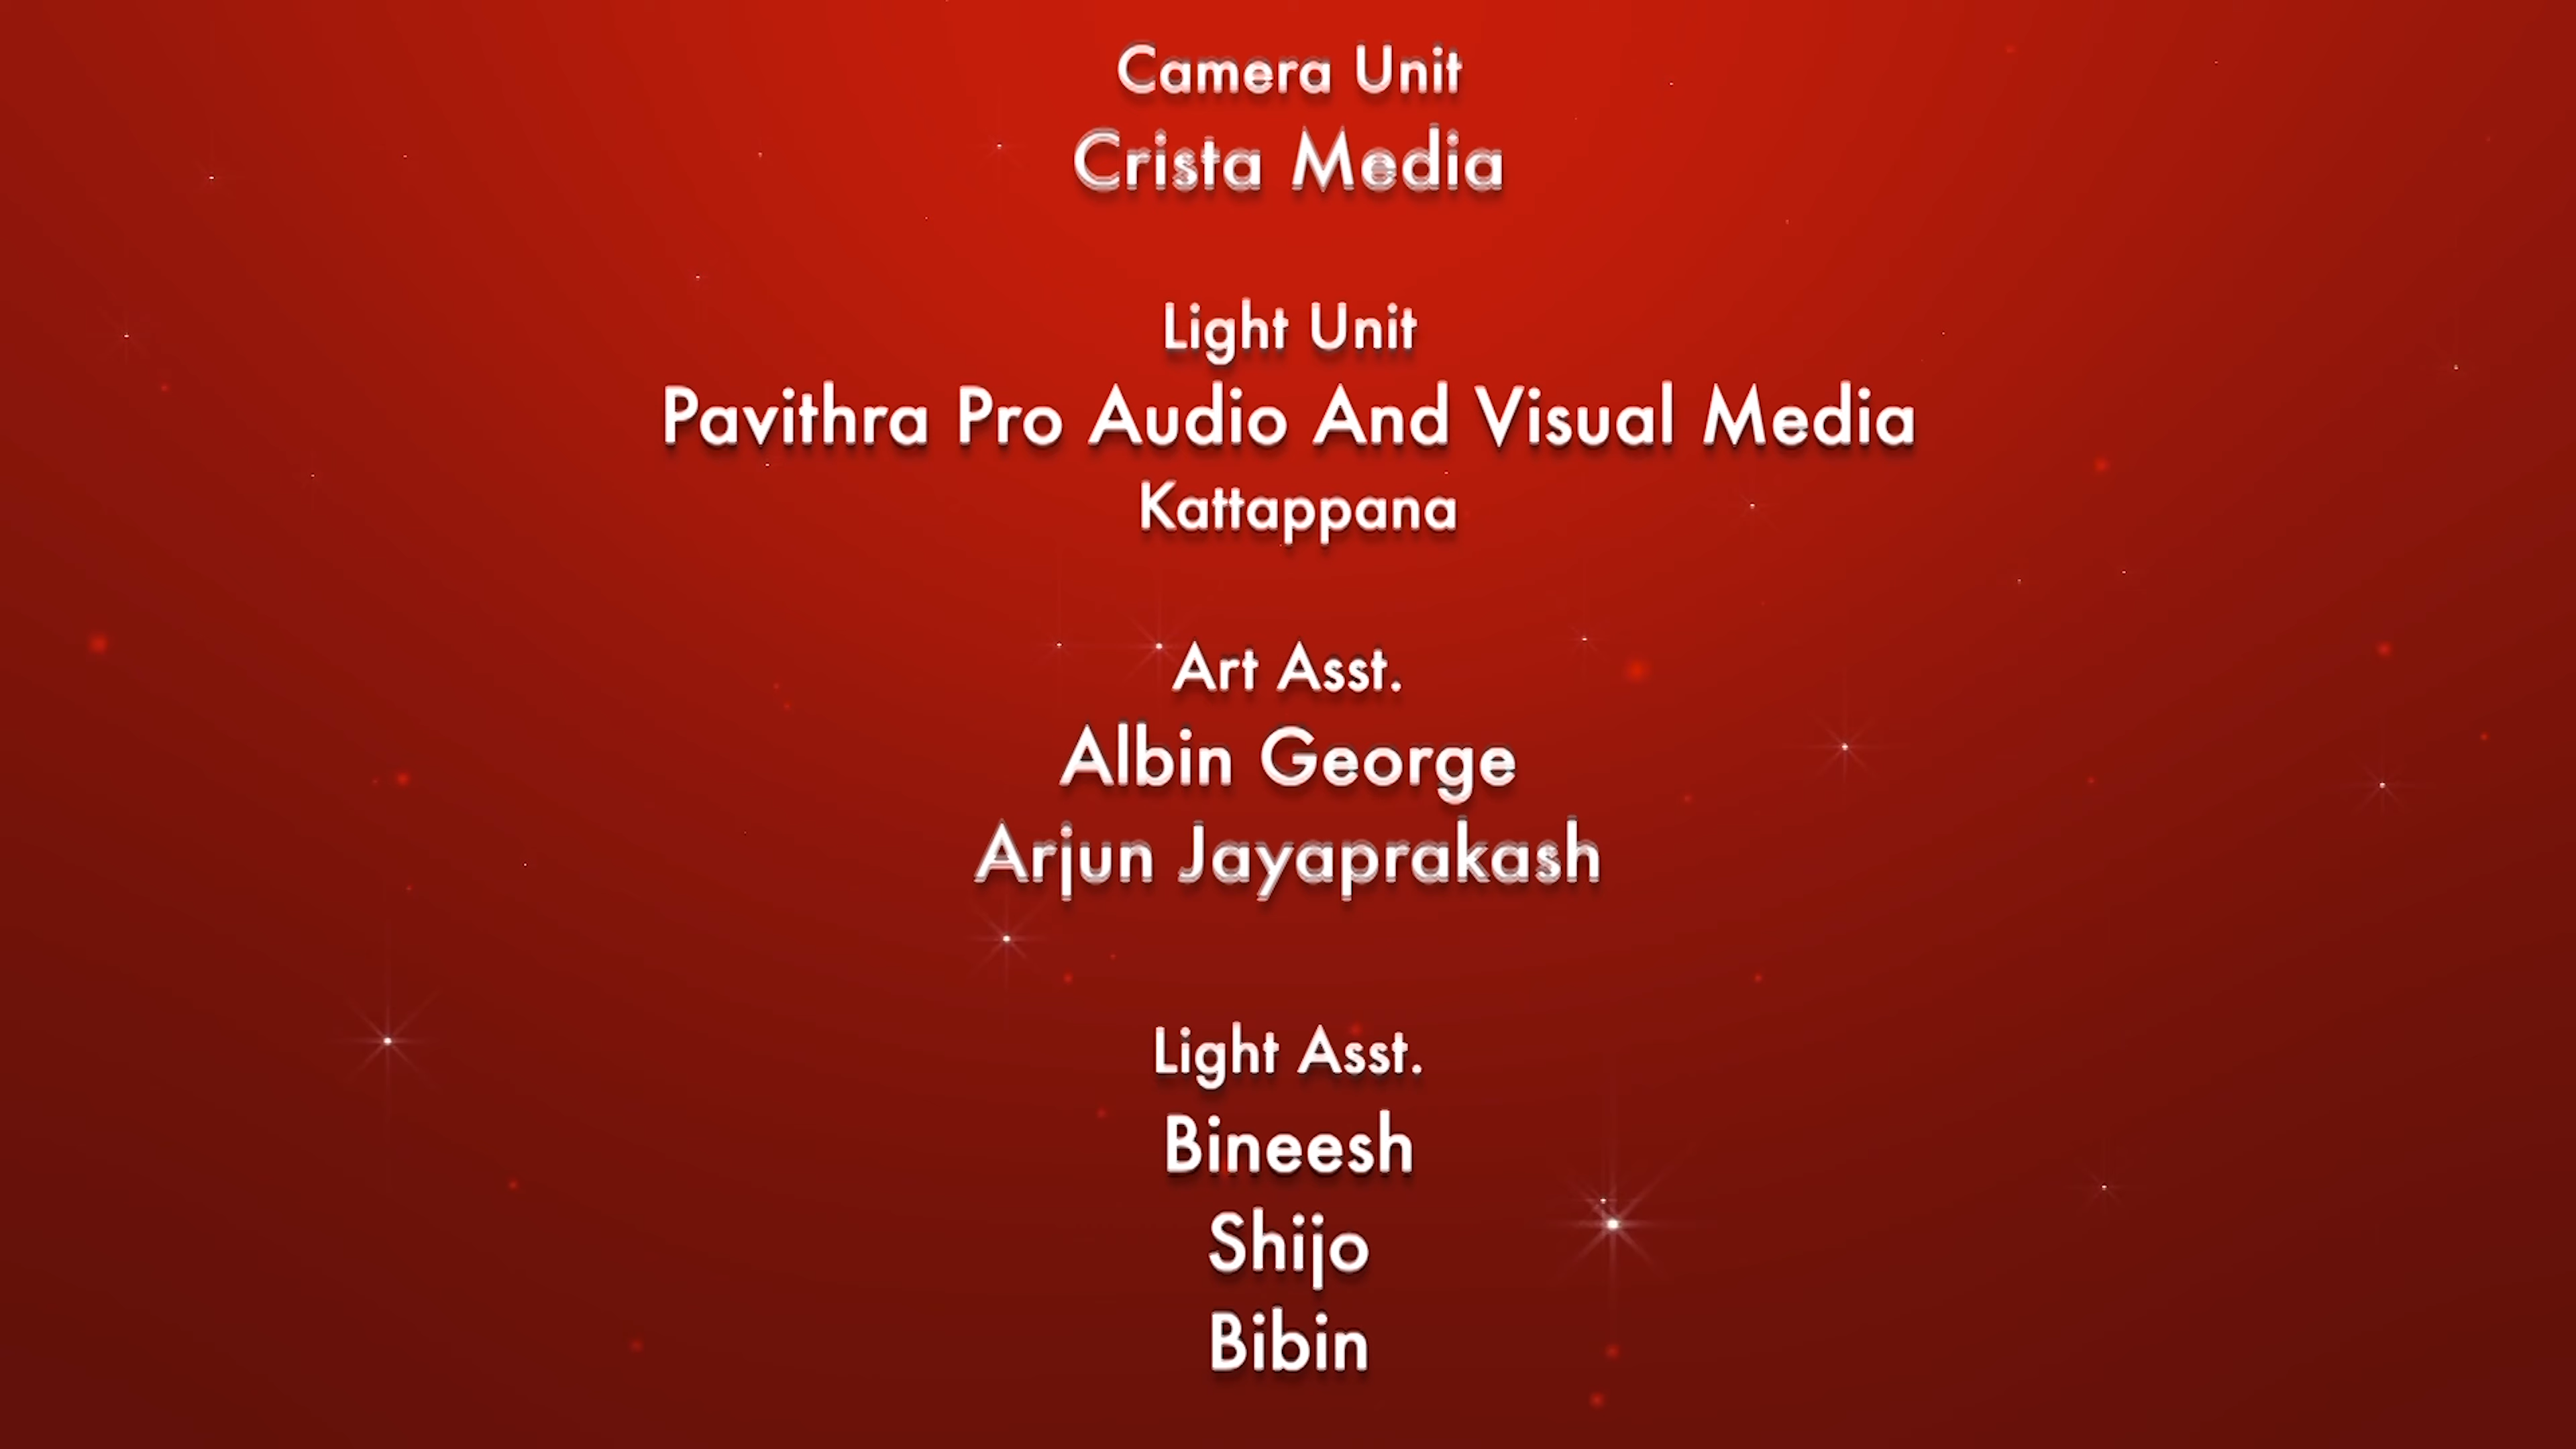 Camera Unit
Crista Media
Light Unit
Pavithra Pro Audio And Visual Media
Kattappana
Art Asst.
Albin George
Arjun Jayaprakash
Light Asst.
Bineesh
Shijo
Bibin